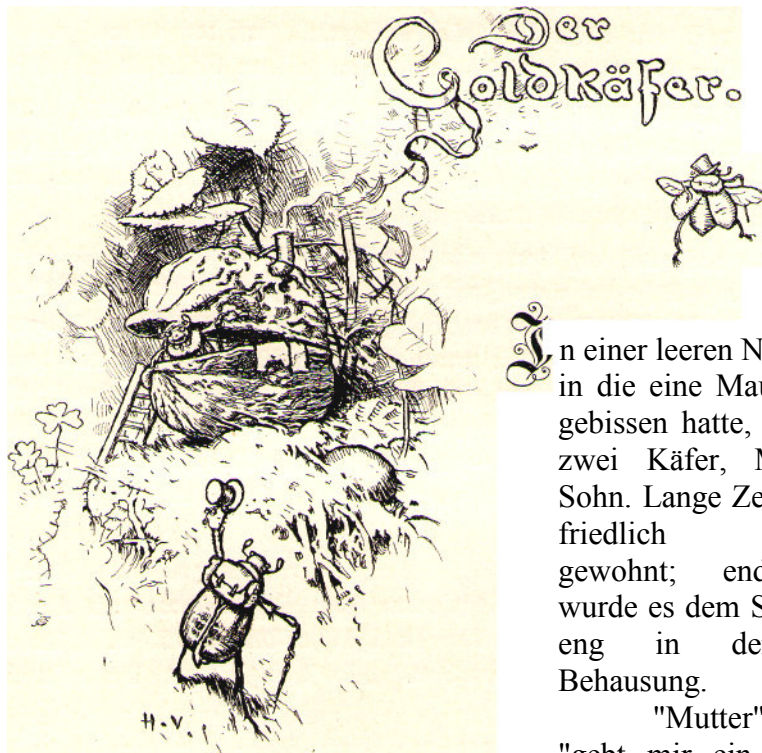 Der
Goldkäfer.
In einer leeren N
in die eine Mau
gebissen hatte,
zwei Käfer, M
Sohn. Lange Ze
friedlich
gewohnt; end
wurde es dem S
eng in de
Behausung.
"Mutter"
"gebt mir ein
H.V.